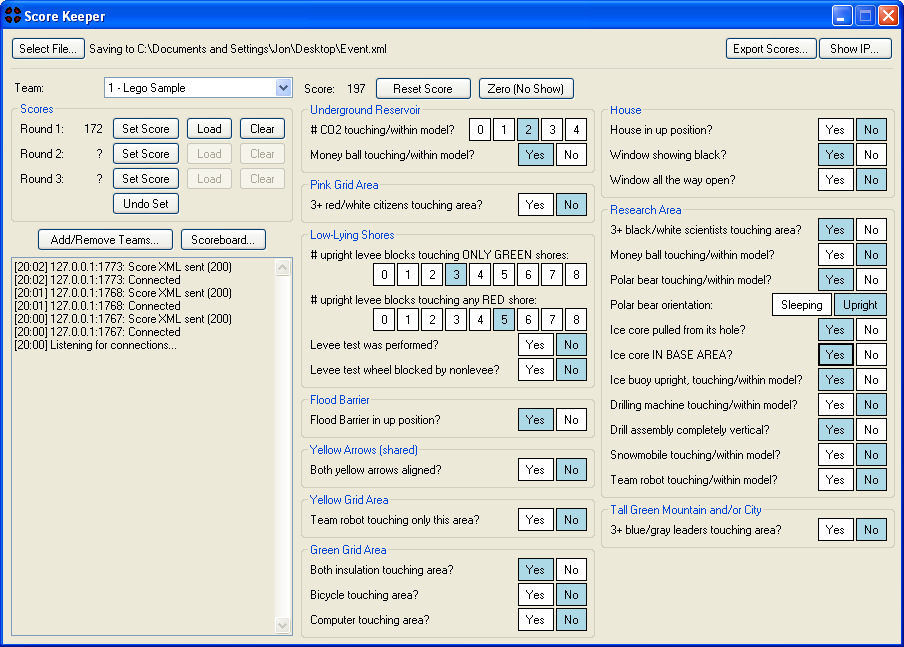 Score Keeper
Select File... Saving to C:\Documents and Settings\Jon\Desktop\Event.xml Export Scores... Show IP...
Team: 1 - Lego Sample Score: 197 Reset Score Zero (No Show)
Scores
Round 1: 172 Set Score Load Clear
Round 2: ? Set Score Load Clear
Round 3: ? Set Score Load Clear
Undo Set
Add/Remove Teams... Scoreboard...
[20:02] 127.0.0.1:1773: Score XML sent (200)
[20:02] 127.0.0.1:1773: Connected
[20:01] 127.0.0.1:1768: Score XML sent (200)
[20:01] 127.0.0.1:1768: Connected
[20:00] 127.0.0.1:1767: Score XML sent (200)
[20:00] 127.0.0.1:1767: Connected
[20:00] Listening for connections...
Underground Reservoir
# CO2 touching/within model? 0 1 2 3 4
Money ball touching/within model? Yes No
Pink Grid Area
3+ red/white citizens touching area? Yes No
Low-Lying Shores
# upright levee blocks touching ONLY GREEN shores:
0 1 2 3 4 5 6 7 8
# upright levee blocks touching any RED shore:
0 1 2 3 4 5 6 7 8
Levee test was performed? Yes No
Levee test wheel blocked by nonlevee? Yes No
Flood Barrier
Flood Barrier in up position? Yes No
Yellow Arrows (shared)
Both yellow arrows aligned? Yes No
Yellow Grid Area
Team robot touching only this area? Yes No
Green Grid Area
Both insulation touching area? Yes No
Bicycle touching area? Yes No
Computer touching area? Yes No
House
House in up position? Yes No
Window showing black? Yes No
Window all the way open? Yes No
Research Area
3+ black/white scientists touching area? Yes No
Money ball touching/within model? Yes No
Polar bear touching/within model? Yes No
Polar bear orientation: Sleeping Upright
Ice core pulled from its hole? Yes No
Ice core IN BASE AREA? Yes No
Ice buoy upright, touching/within model? Yes No
Drilling machine touching/within model? Yes No
Drill assembly completely vertical? Yes No
Snowmobile touching/within model? Yes No
Team robot touching/within model? Yes No
Tall Green Mountain and/or City
3+ blue/gray leaders touching area? Yes No